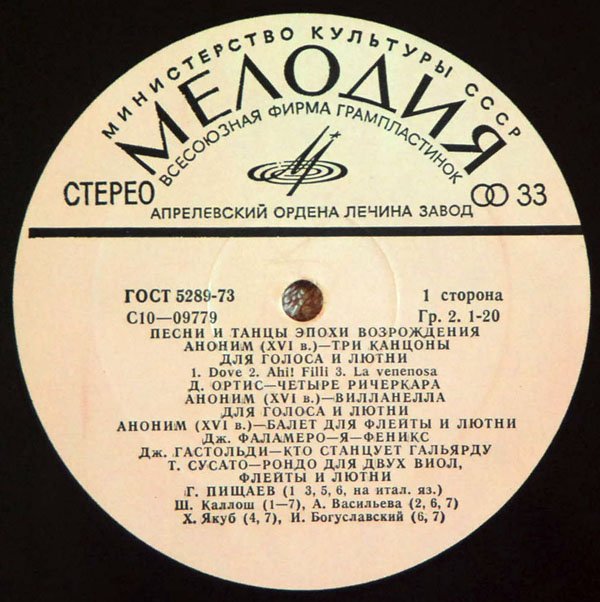 МИНИСТЕРСТВО КУЛЬТУРЫ СССР
МЕЛОДИЯ
ВСЕСОЮЗНАЯ ФИРМА ГРАМПЛАСТИНОК
СТЕРЕО
33
АПРЕЛЕВСКИЙ ОРДЕНА ЛЕНИНА ЗАВОД
ГОСТ 5289-73
1 сторона
С10—09779
Гр. 2. 1-20
ПЕСНИ И ТАНЦЫ ЭПОХИ ВОЗРОЖДЕНИЯ
АНОНИМ (XVI в.)—ТРИ КАНЦОНЫ
ДЛЯ ГОЛОСА И ЛЮТНИ
1. Dove 2. Ahi! Filli 3. La venenosa
Д. ОРТИС—ЧЕТЫРЕ РИЧЕРКАРА
АНОНИМ (XVI в.)—ВИЛЛАНЕЛЛА
ДЛЯ ГОЛОСА И ЛЮТНИ
АНОНИМ (XVI в.)—БАЛЕТ ДЛЯ ФЛЕЙТЫ И ЛЮТНИ
Дж. ФАЛАМЕРО—Я—ФЕНИКС
Дж. ГАСТОЛЬДИ—КТО СТАНЦУЕТ ГАЛЬЯРДУ
Т. СУСАТО—РОНДО ДЛЯ ДВУХ ВИОЛ,
ФЛЕЙТЫ И ЛЮТНИ
Г. ПИЩАЕВ (1 3, 5, 6, на итал. яз.)
Ш. Каллош (1—7), А. Васильева (2, 6, 7)
Х. Якуб (4, 7), И. Богуславский (6, 7)